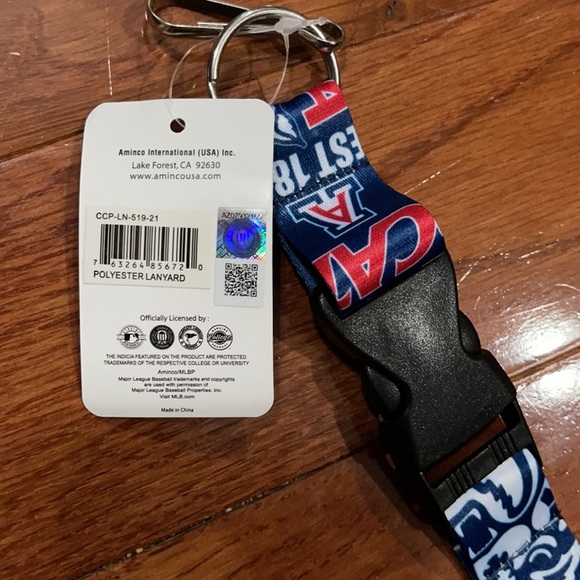 Aminco International (USA) Inc.
Lake Forest, CA 92630
www.amincousa.com
CCP-LN-519-21
7 63264 85672 0
POLYESTER LANYARD
Officially Licensed by :
THE INDICIA FEATURED ON THE PRODUCT ARE PROTECTED
TRADEMARKS OF THE RESPECTIVE COLLEGE OR UNIVERSITY
Aminco/MLBP
Major League Baseball trademarks and copyrights
are used with permission of
Major League Baseball Properties, Inc.
Visit MLB.com
Made in China
EST 18
A
CAT